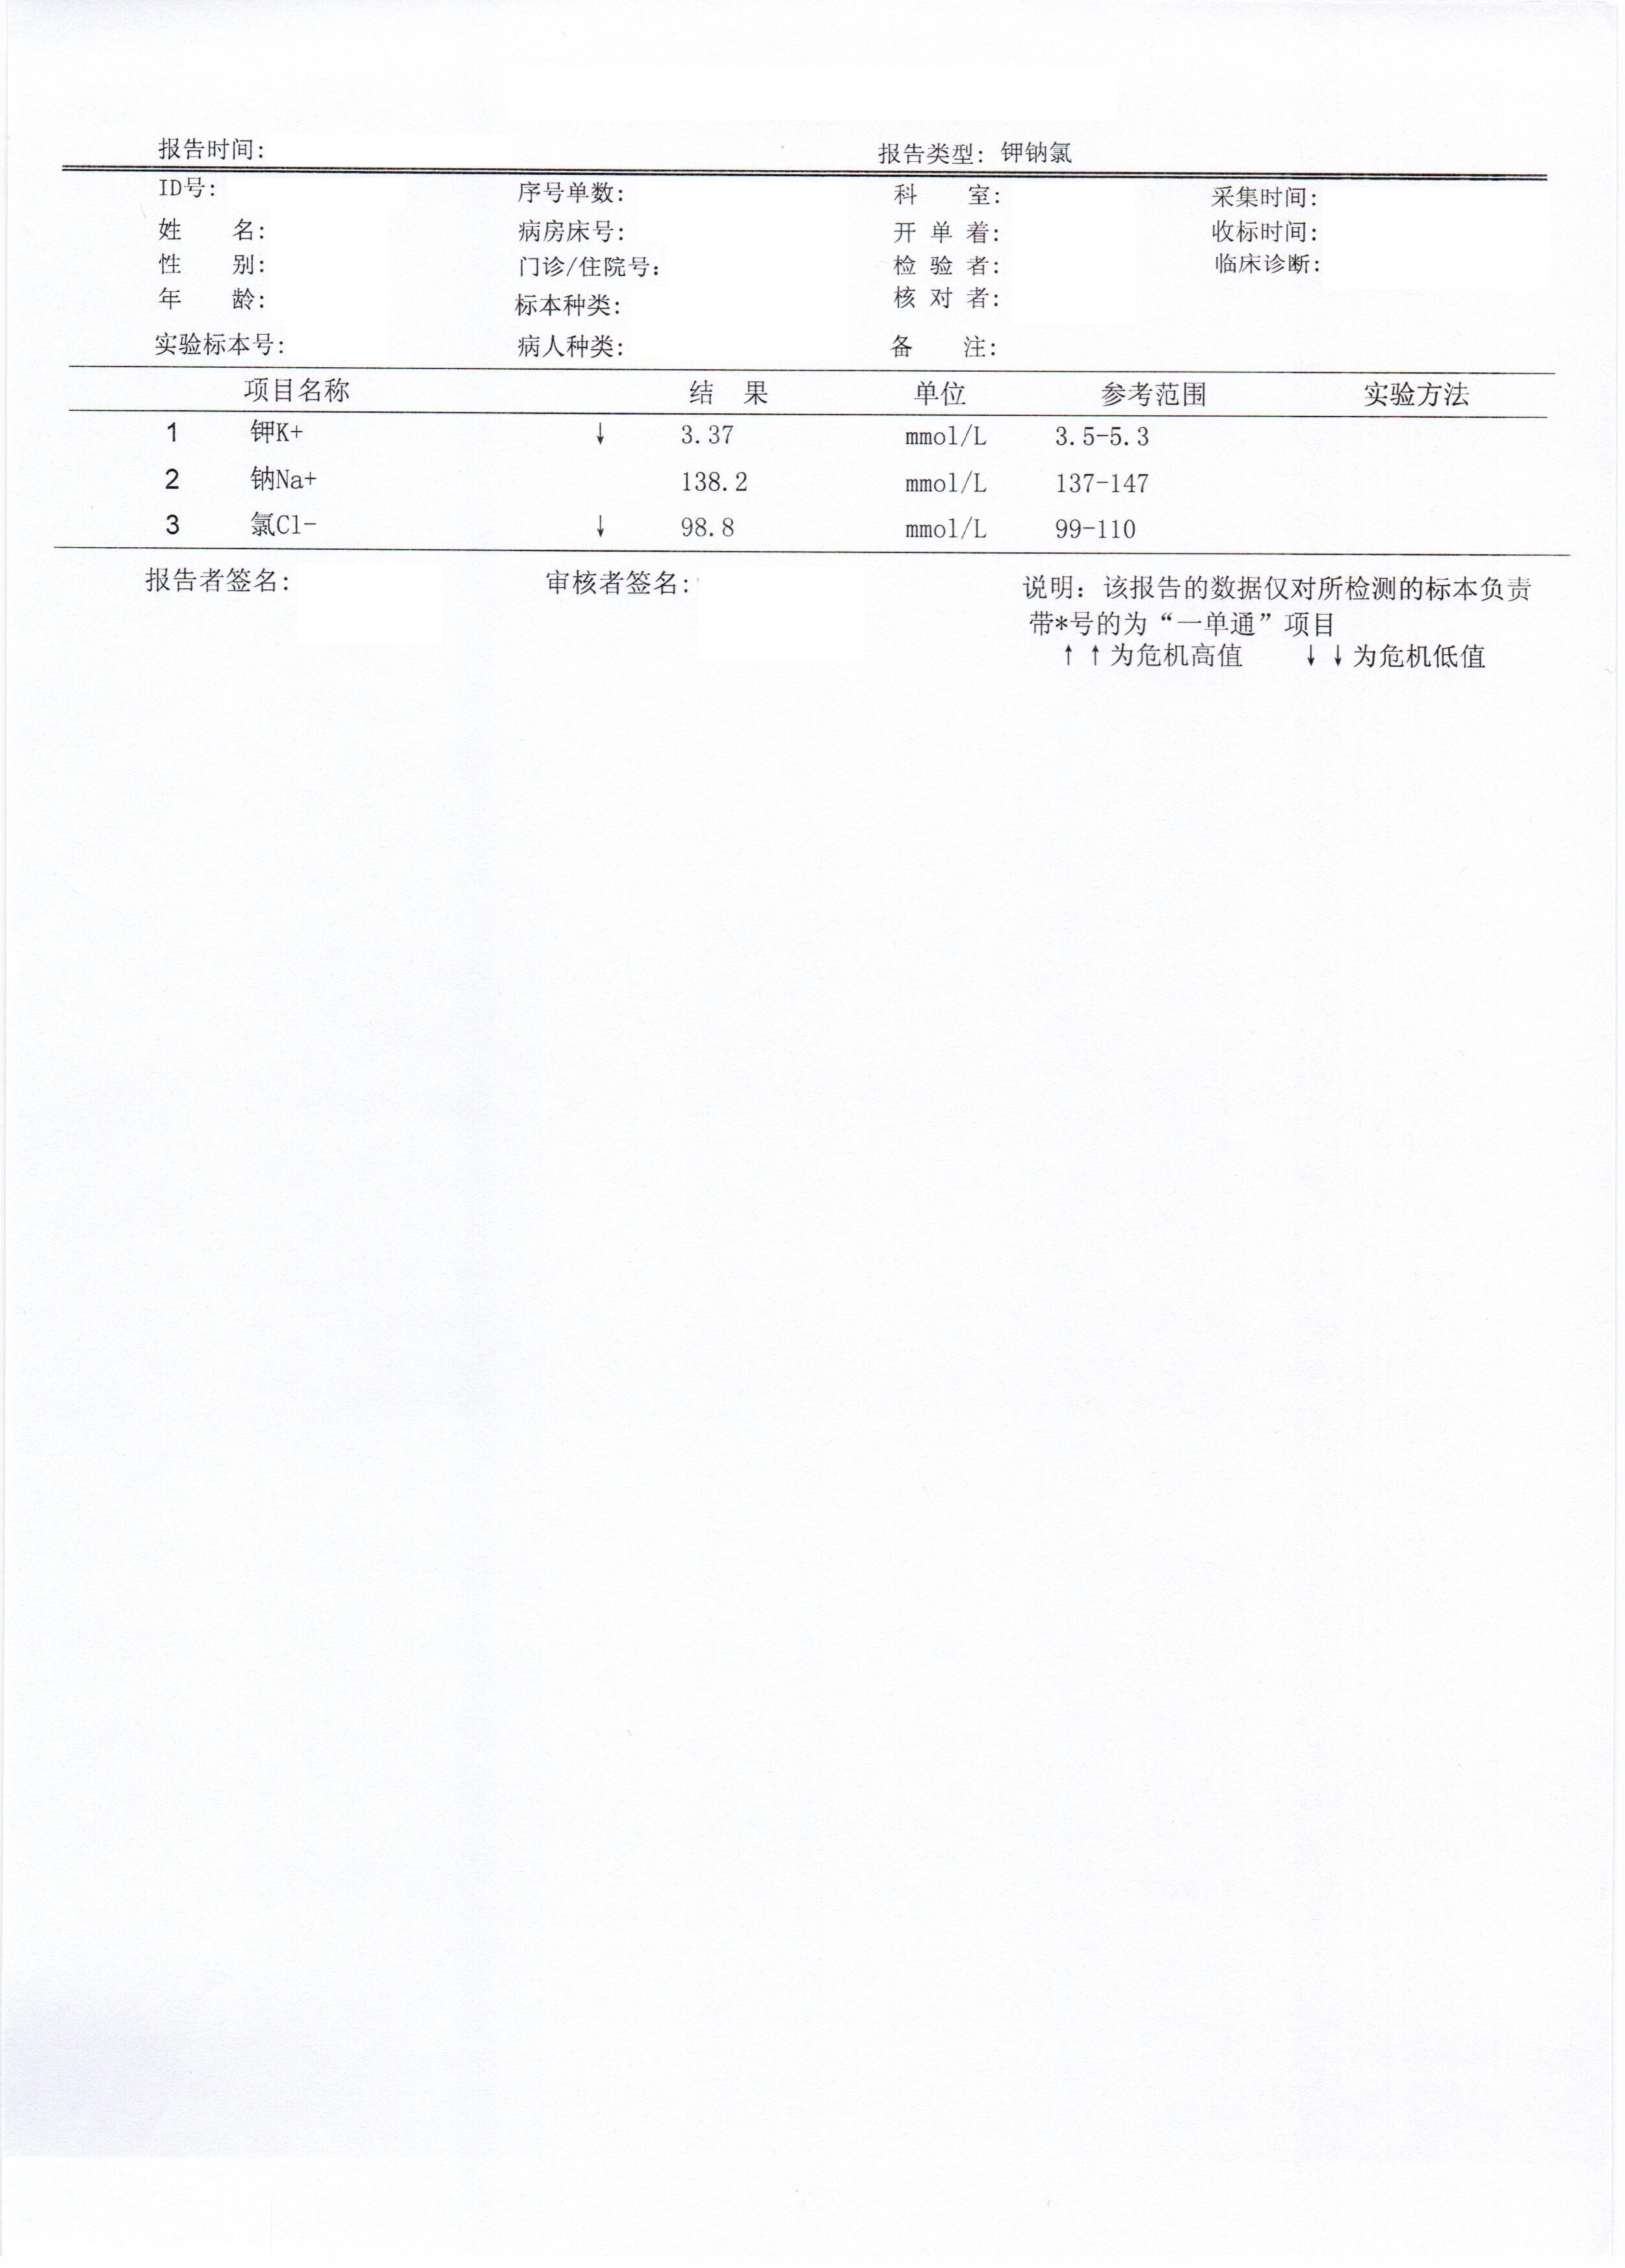 报告时间: 报告类型: 钾钠氯
ID号: 序号单数: 科 室: 采集时间:
姓 名: 病房床号: 开 单 着: 收标时间:
性 别: 门诊/住院号: 检 验 者: 临床诊断:
年 龄: 标本种类: 核 对 者:
实验标本号: 病人种类: 备 注:
项目名称 结 果 单位 参考范围 实验方法
1 钾K+ ↓ 3.37 mmol/L 3.5-5.3
2 钠Na+ 138.2 mmol/L 137-147
3 氯Cl- ↓ 98.8 mmol/L 99-110
报告者签名: 审核者签名: 说明: 该报告的数据仅对所检测的标本负责
带*号的为“一单通”项目
↑↑为危机高值 ↓↓为危机低值